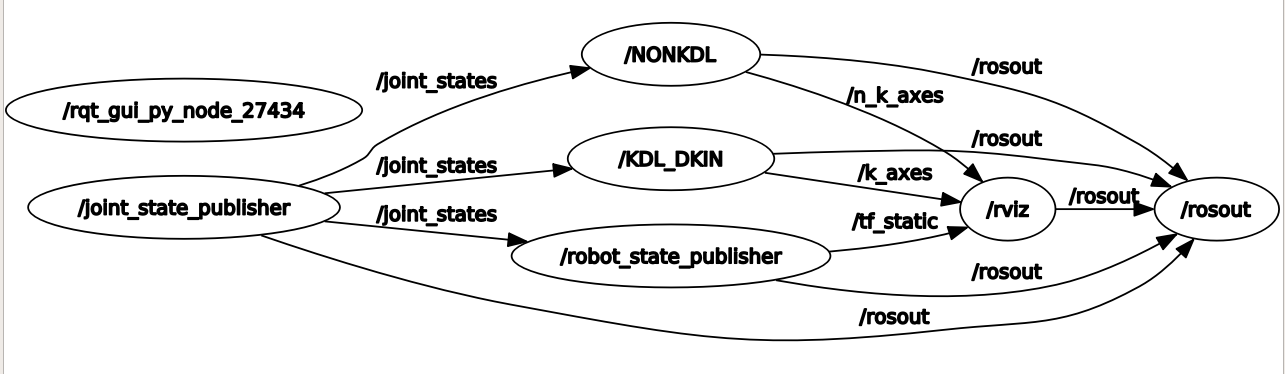 /NONKDL
/rosout
/joint_states
/n_k_axes
/rqt_gui_py_node_27434
/rosout
/KDL_DKIN
/joint_states
/k_axes
/rosout
/joint_state_publisher
/rviz
/rosout
/joint_states
/tf_static
/robot_state_publisher
/rosout
/rosout